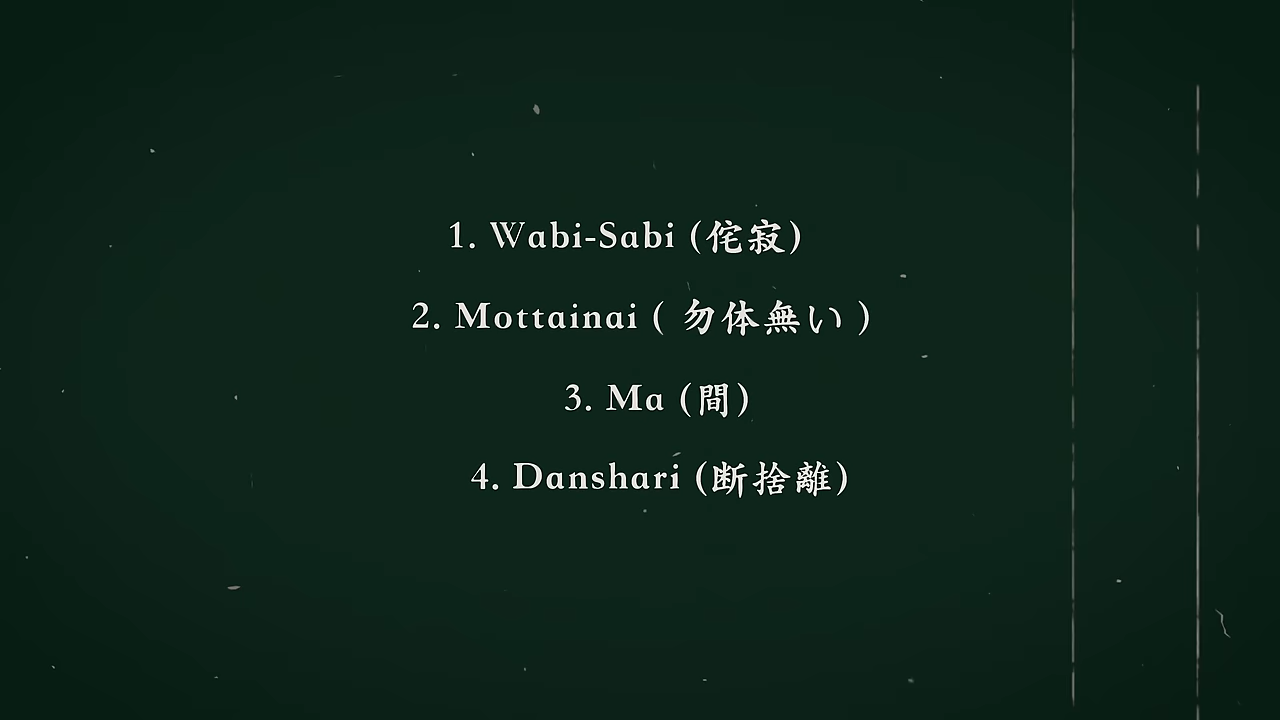 1. Wabi-Sabi (侘寂)
2. Mottainai ( 勿体無い )
3. Ma (間)
4. Danshari (断捨離)